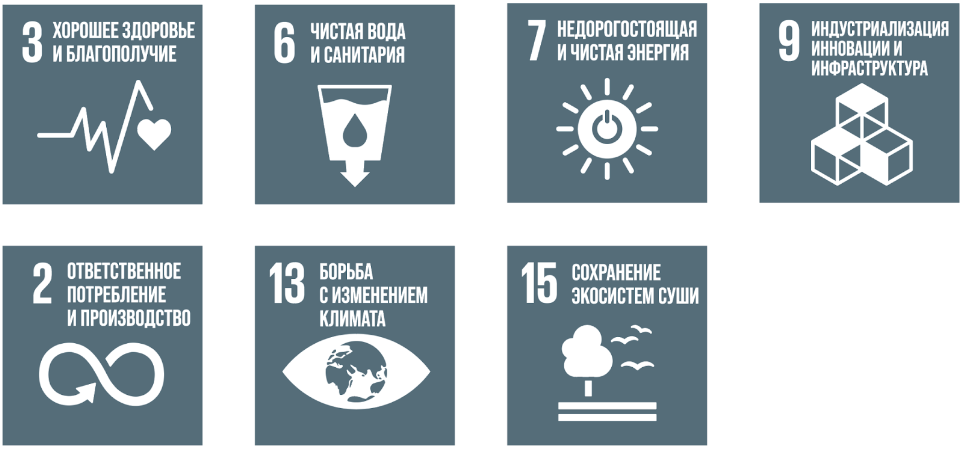 3 ХОРОШЕЕ ЗДОРОВЬЕ
И БЛАГОПОЛУЧИЕ
6 ЧИСТАЯ ВОДА
И САНИТАРИЯ
7 НЕДОРОГОСТОЯЩАЯ
И ЧИСТАЯ ЭНЕРГИЯ
9 ИНДУСТРИАЛИЗАЦИЯ
ИННОВАЦИИ И
ИНФРАСТРУКТУРА
2 ОТВЕТСТВЕННОЕ
ПОТРЕБЛЕНИЕ
И ПРОИЗВОДСТВО
13 БОРЬБА
С ИЗМЕНЕНИЕМ
КЛИМАТА
15 СОХРАНЕНИЕ
ЭКОСИСТЕМ СУШИ